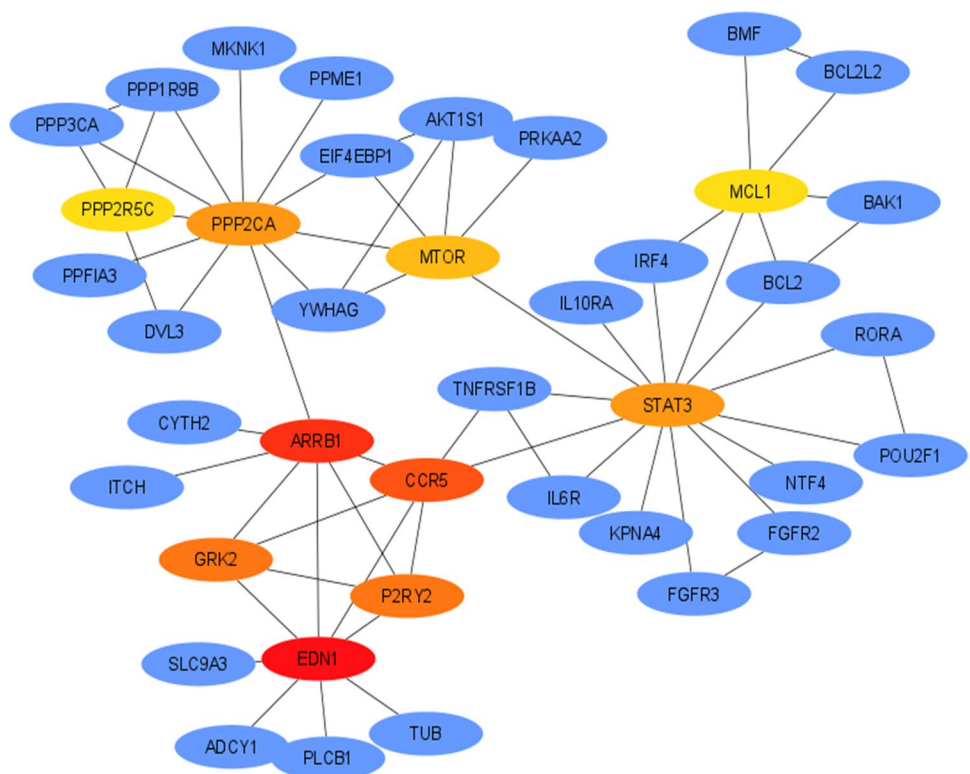 BMF
MKNK1
BCL2L2
PPME1
PPP1R9B
AKT1S1
PPP3CA
PRKAA2
EIF4EBP1
MCL1
BAK1
PPP2R5C
PPP2CA
MTOR
IRF4
PPFIA3
BCL2
IL10RA
YWHAG
DVL3
RORA
TNFRSF1B
STAT3
CYTH2
ARRB1
POU2F1
CCR5
NTF4
ITCH
IL6R
KPNA4
FGFR2
GRK2
P2RY2
FGFR3
EDN1
SLC9A3
TUB
ADCY1
PLCB1